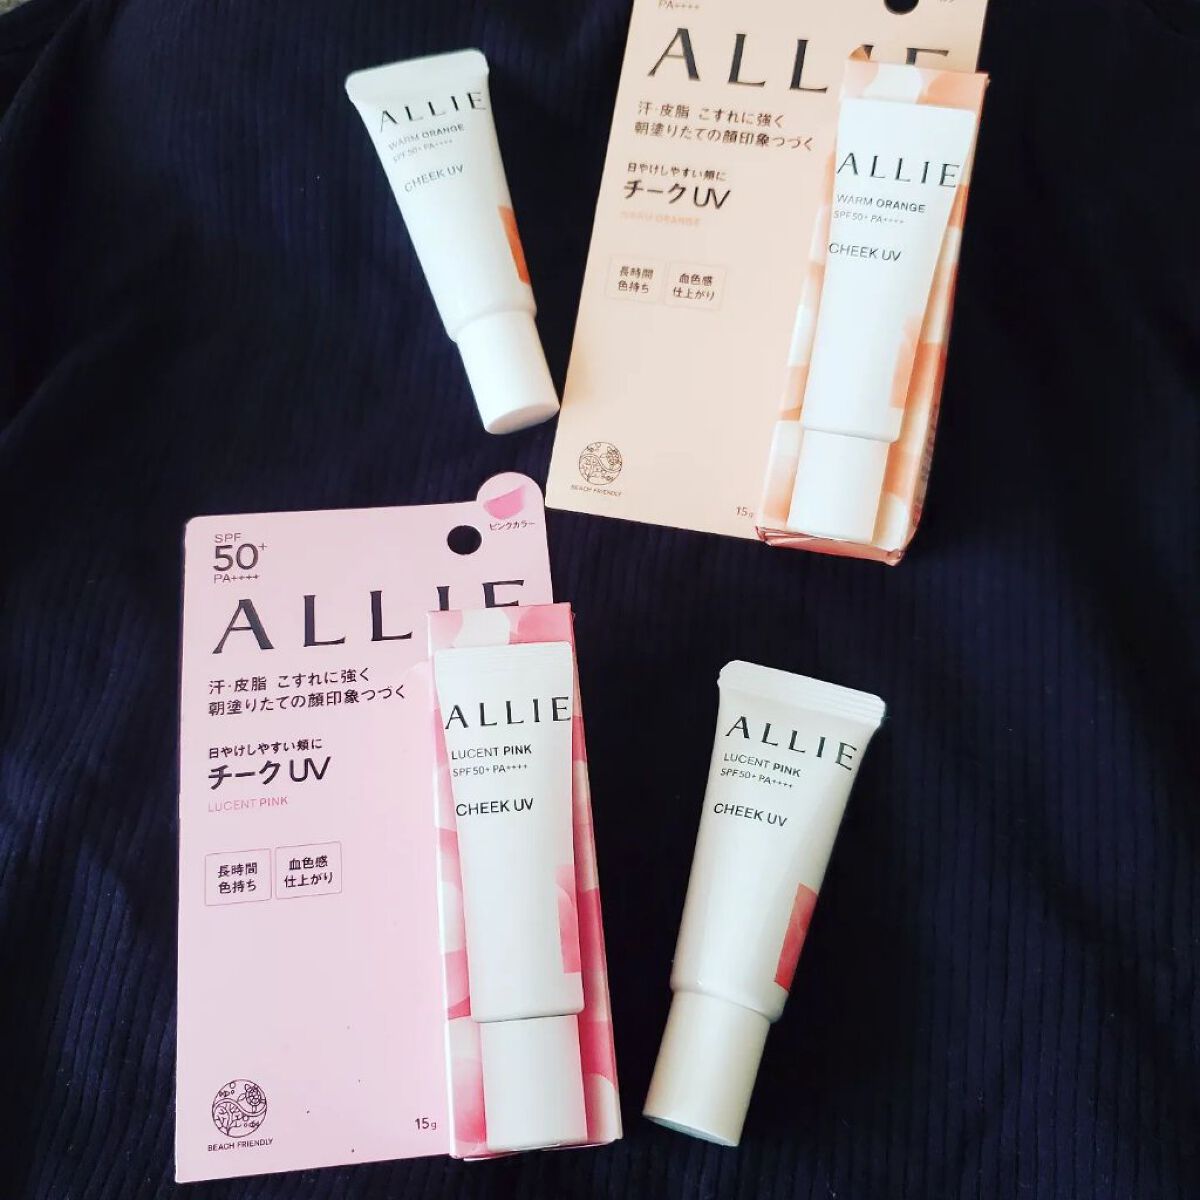 ALLIE
WARM ORANGE
SPF50+ PA++++
CHEEK UV
PA++++
ALLIE
汗・皮脂 こすれに強く
朝塗りたての顔印象つづく
日やけしやすい頬に
チークUV
WARM ORANGE
長時間
色持ち
血色感
仕上がり
BEACH FRIENDLY
15g
ALLIE
WARM ORANGE
SPF50+ PA++++
CHEEK UV
ピンクカラー
SPF
50+
PA++++
ALLIE
汗・皮脂 こすれに強く
朝塗りたての顔印象つづく
日やけしやすい頬に
チークUV
LUCENT PINK
長時間
色持ち
血色感
仕上がり
BEACH FRIENDLY
15g
ALLIE
LUCENT PINK
SPF50+ PA++++
CHEEK UV
ALLIE
LUCENT PINK
SPF50+ PA++++
CHEEK UV